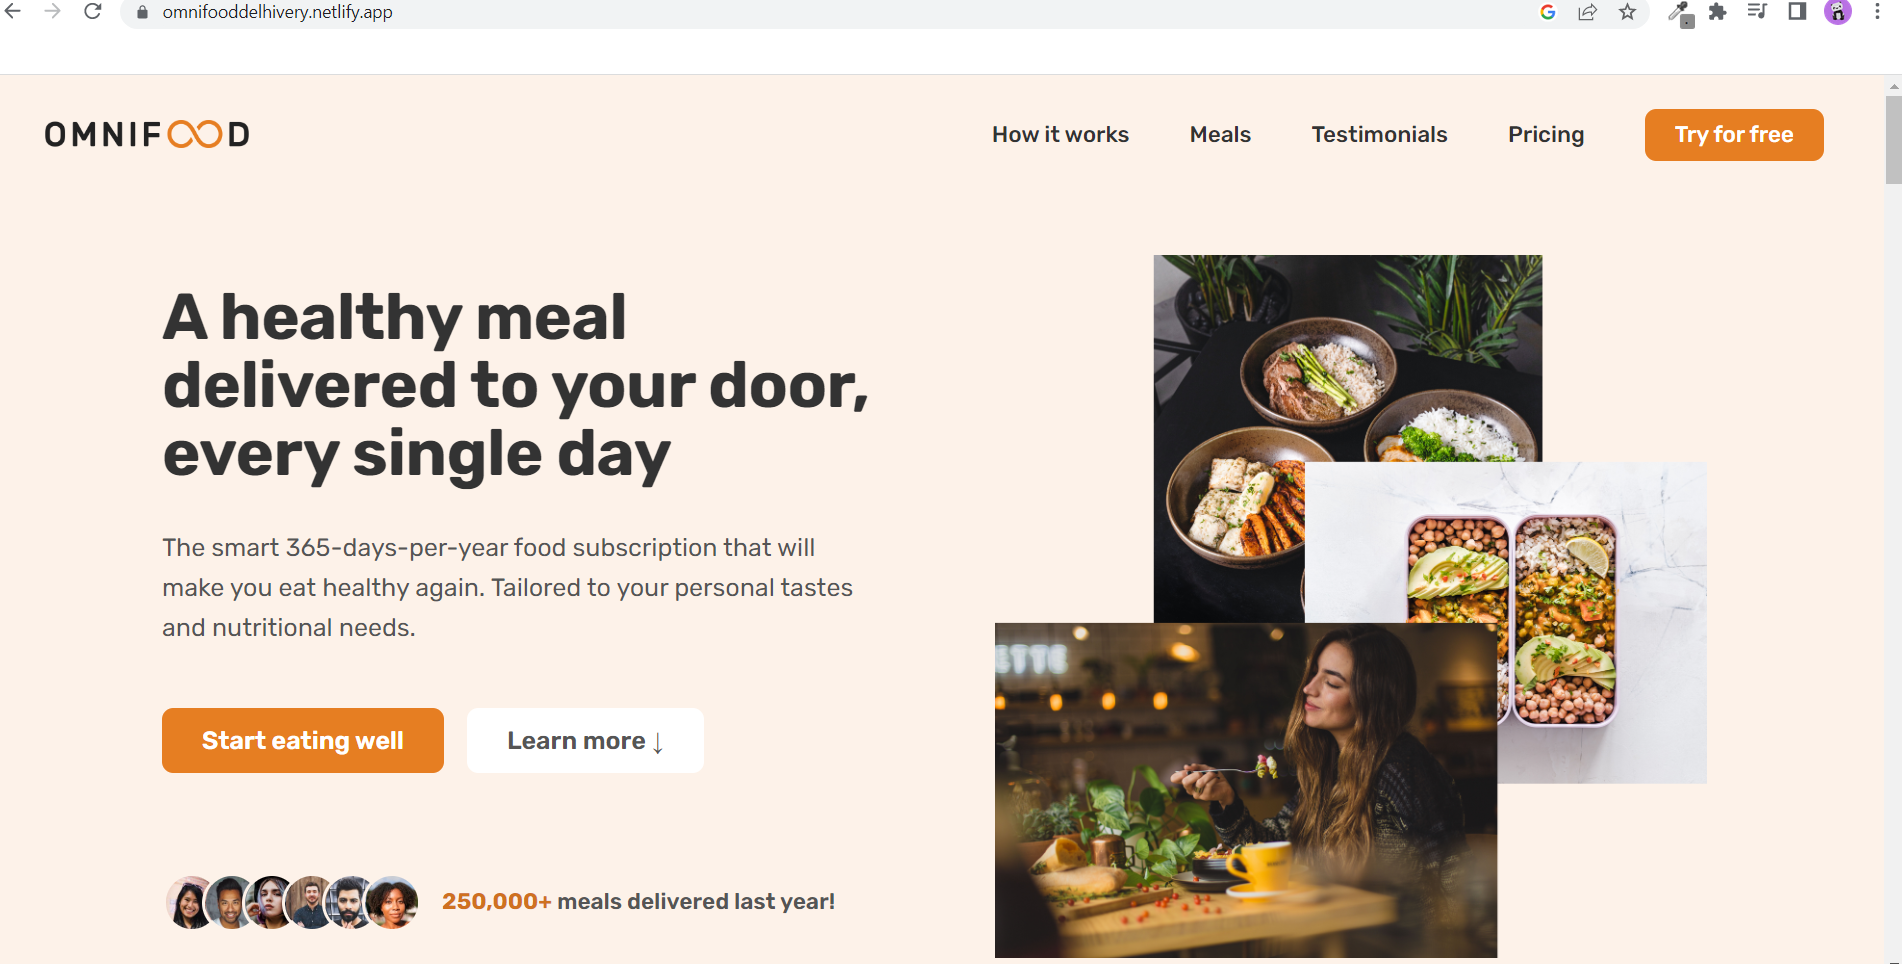 omnifooddelhivery.netlify.app
OMNIFOOD
How it works
Meals
Testimonials
Pricing
Try for free
A healthy meal
delivered to your door,
every single day
The smart 365-days-per-year food subscription that will
make you eat healthy again. Tailored to your personal tastes
and nutritional needs.
Start eating well
Learn more ↓
ETTE
250,000+ meals delivered last year!